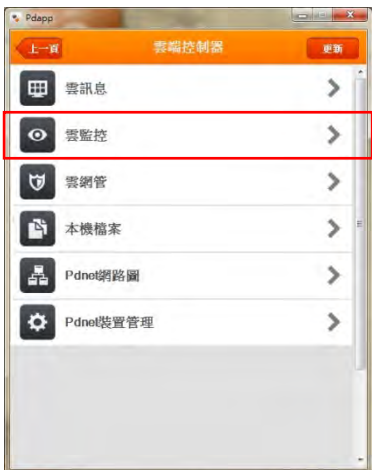 Pdapp
上一頁 雲端控制器 更新
雲訊息
雲監控
雲網管
本機檔案
Pdnet網路圖
Pdnet裝置管理